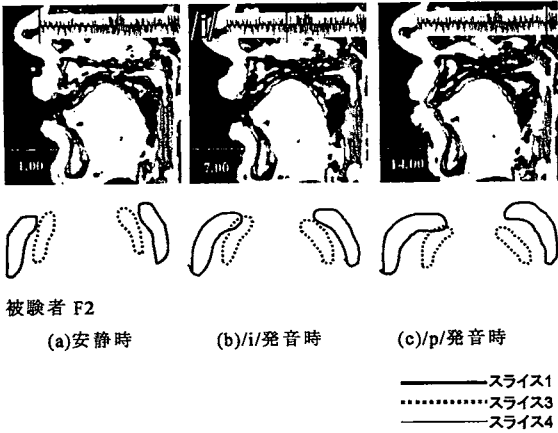 /i/
1.00
7.00
14.00
被験者 F2
(a)安静時
(b)/i/発音時
(c)/p/発音時
スライス1
スライス3
スライス4